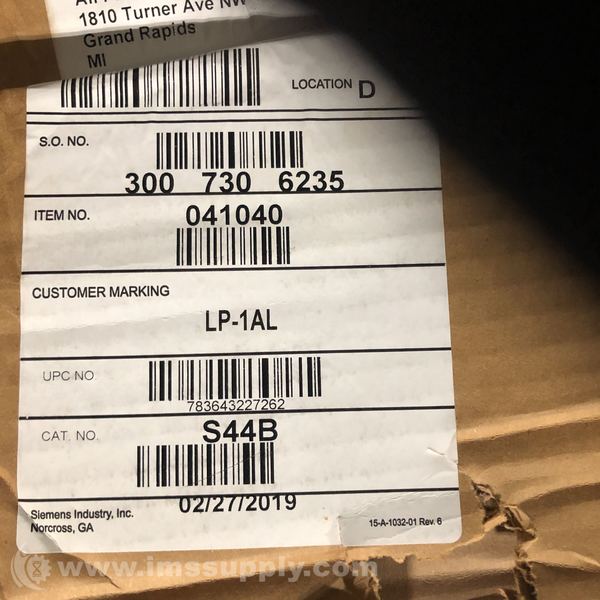 1810 Turner Ave NW
Grand Rapids
MI
LOCATION D
S.O. NO.
300 730 6235
ITEM NO. 041040
CUSTOMER MARKING
LP-1AL
UPC NO
783643227262
CAT. NO. S44B
02/27/2019
Siemens Industry, Inc.
Norcross, GA
15-A-1032-01 Rev. 6
www.imssupply.com